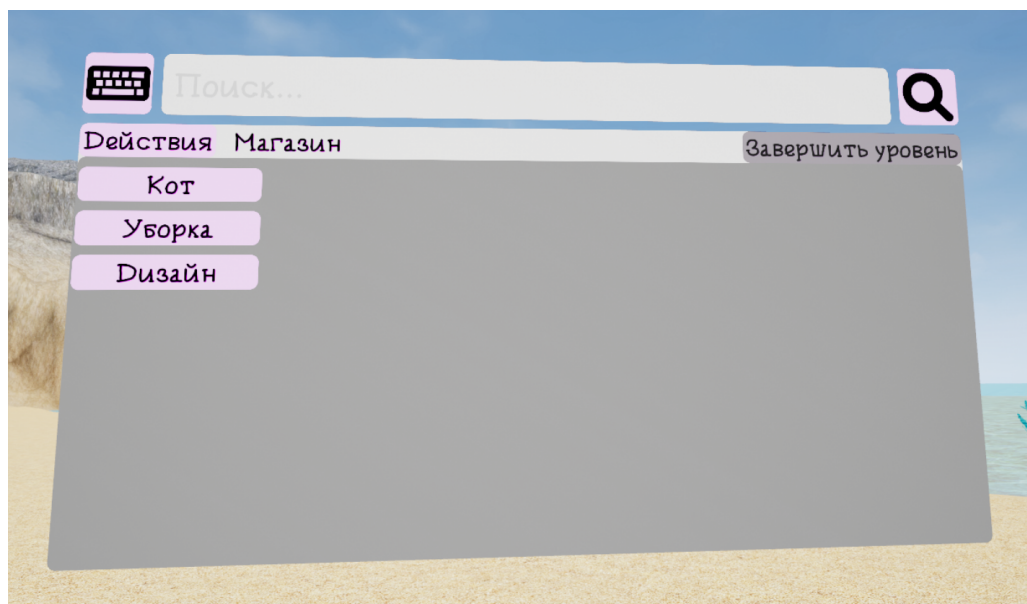 Поиск...
Действия Магазин Завершить уровень
Кот
Уборка
Дизайн